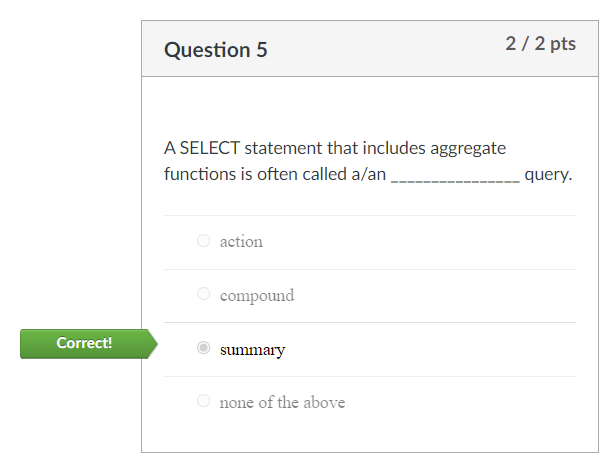 Question 5
2 / 2 pts
A SELECT statement that includes aggregate
functions is often called a/an ________________ query.
action
compound
Correct!
summary
none of the above